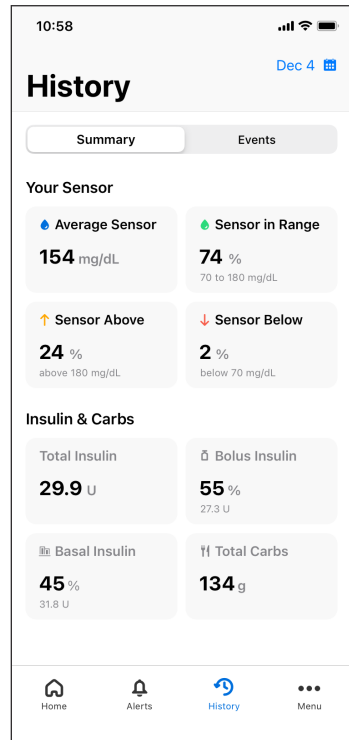 10:58
Dec 4
History
Summary
Events
Your Sensor
Average Sensor
154 mg/dL
Sensor in Range
74 %
70 to 180 mg/dL
Sensor Above
24 %
above 180 mg/dL
Sensor Below
2 %
below 70 mg/dL
Insulin & Carbs
Total Insulin
29.9 U
Bolus Insulin
55 %
27.3 U
Basal Insulin
45 %
31.8 U
Total Carbs
134 g
Home
Alerts
History
Menu